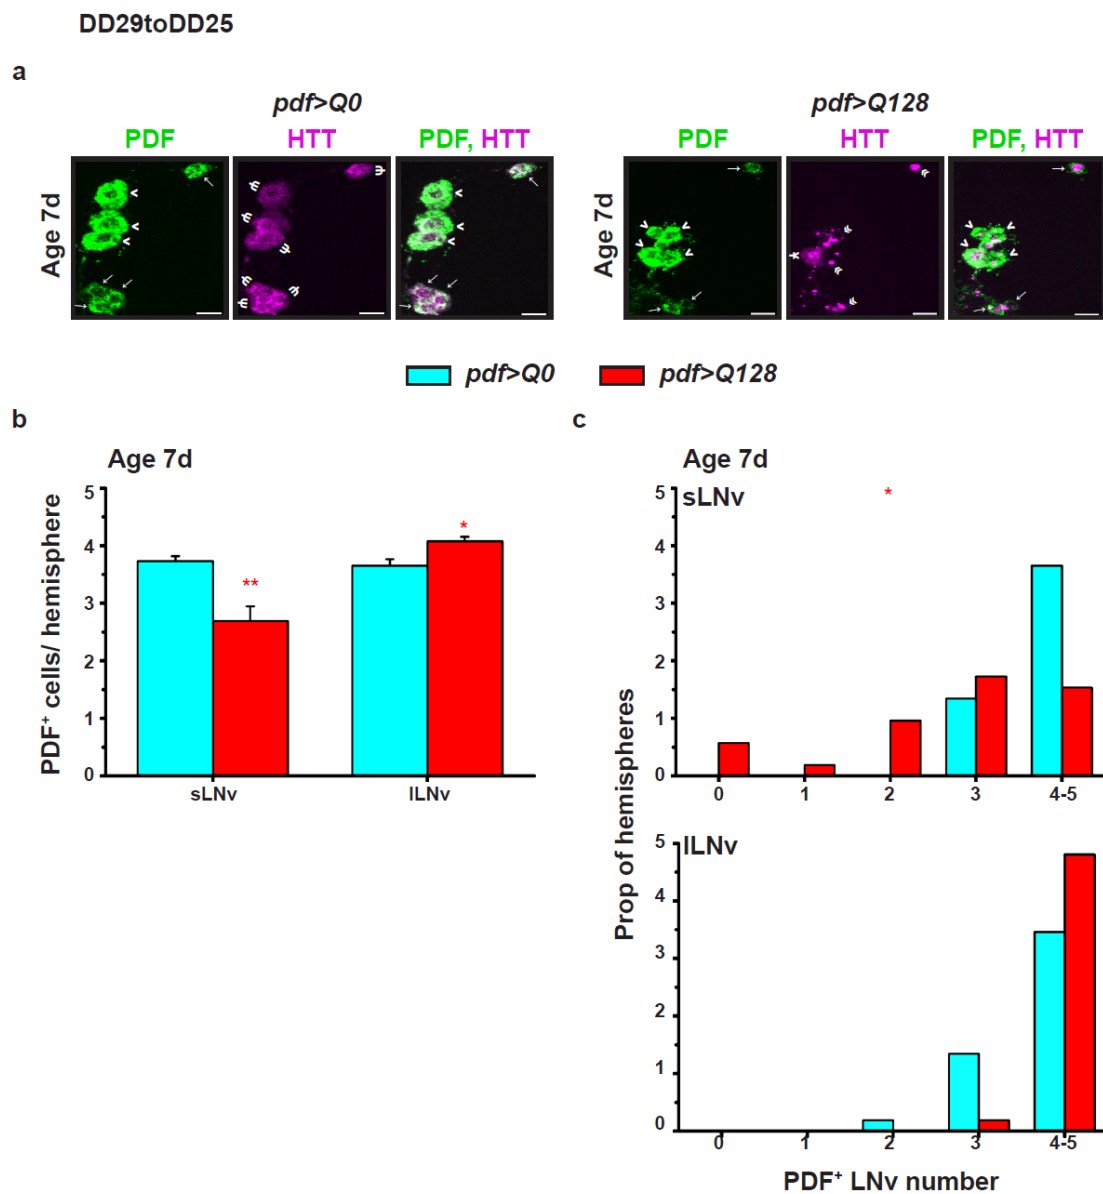 DD29toDD25
a
pdf>Q0
pdf>Q128
PDF
HTT
PDF, HTT
PDF
HTT
PDF, HTT
Age 7d
Age 7d
pdf>Q0
pdf>Q128
b
c
Age 7d
PDF⁺ cells/ hemisphere
5
4
3
2
1
0
**
*
sLNv
lLNv
Age 7d
Prop of hemispheres
sLNv
*
5
4
3
2
1
0
0
1
2
3
4-5
lLNv
5
4
3
2
1
0
0
1
2
3
4-5
PDF⁺ LNv number